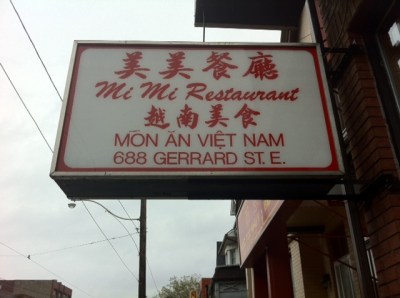 美美餐廳
Mi Mi Restaurant
越南美食
MÓN ĂN VIỆT NAM
688 GERRARD ST. E.